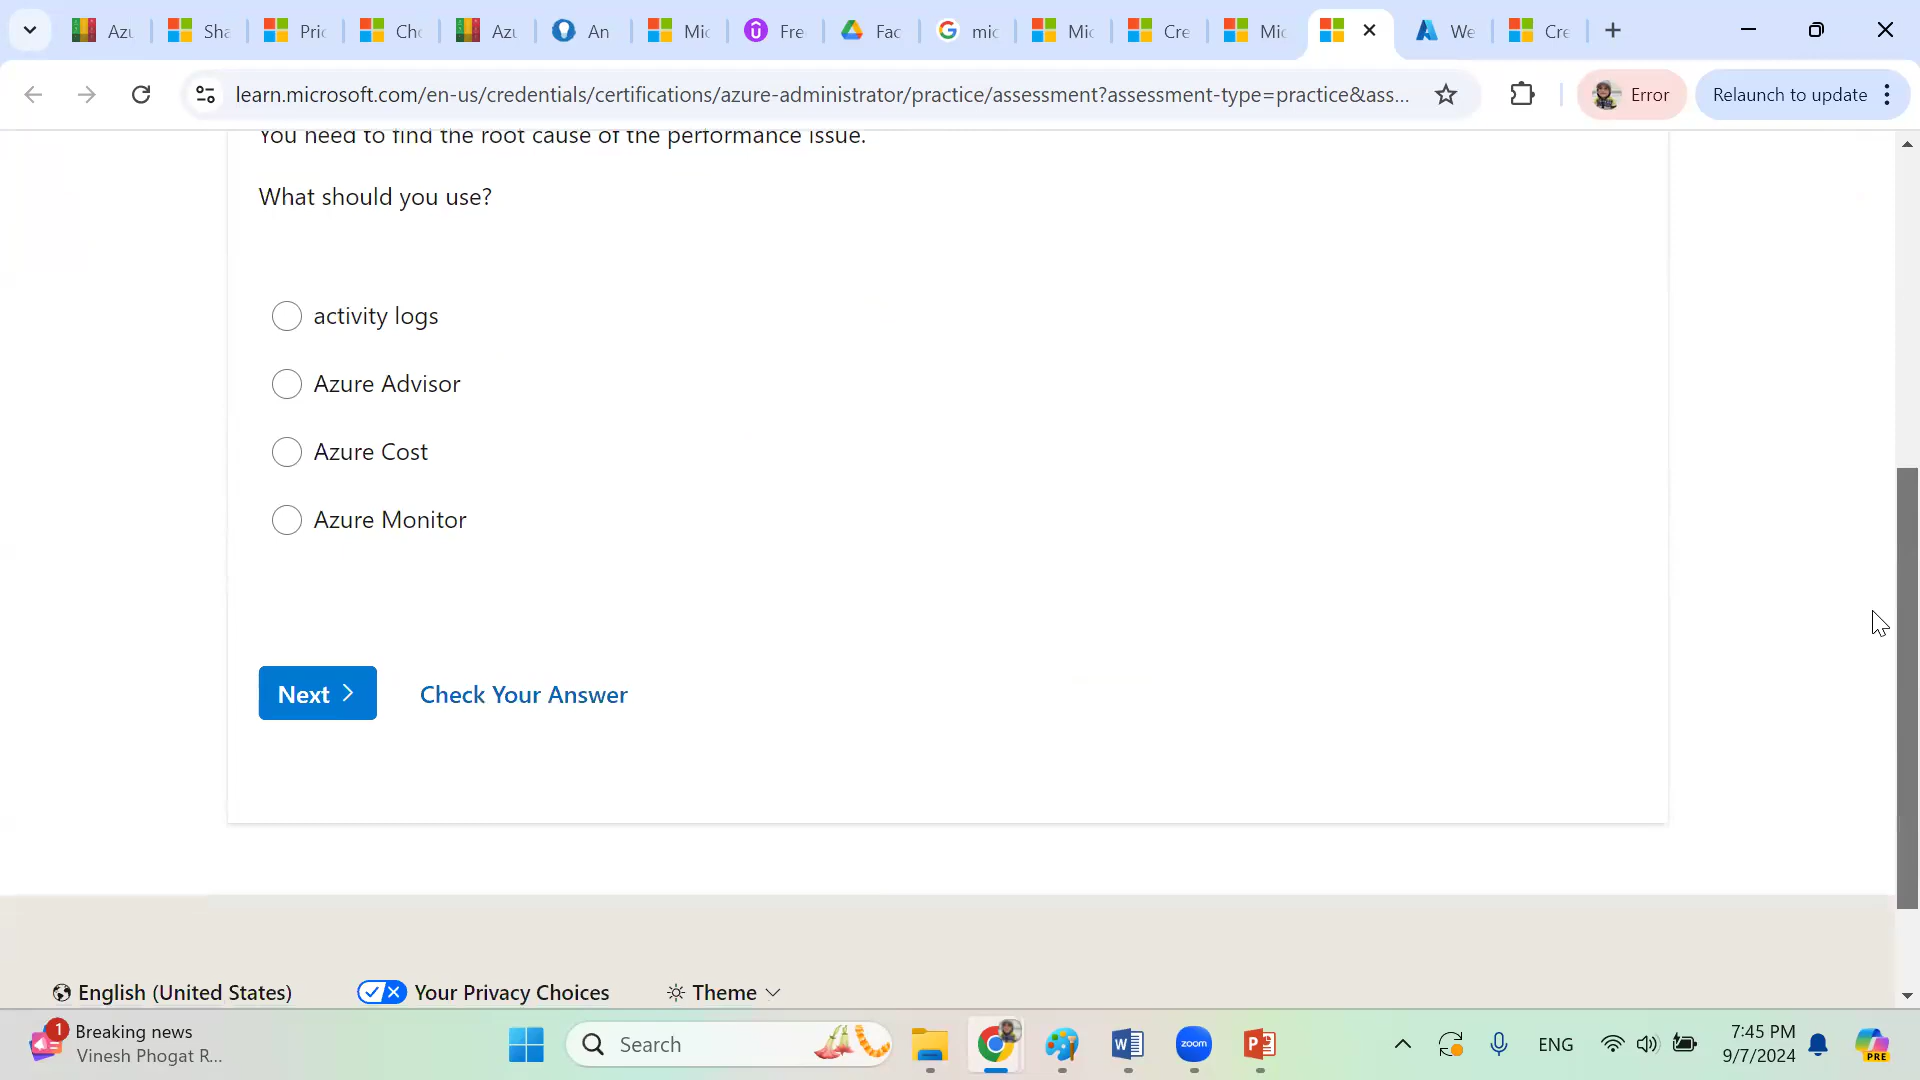 Azu
Sha
Pric
Che
Azu
An
Mic
Fre
Fac
mic
Mic
Cre
Mic
We
Cre
learn.microsoft.com/en-us/credentials/certifications/azure-administrator/practice/assessment?assessment-type=practice&ass...
Error
Relaunch to update
You need to find the root cause of the performance issue.
What should you use?
activity logs
Azure Advisor
Azure Cost
Azure Monitor
Next
Check Your Answer
English (United States)
Your Privacy Choices
Theme
1
Breaking news
Vinesh Phogat R...
Search
W
zoom
P
ENG
7:45 PM
9/7/2024
PRE